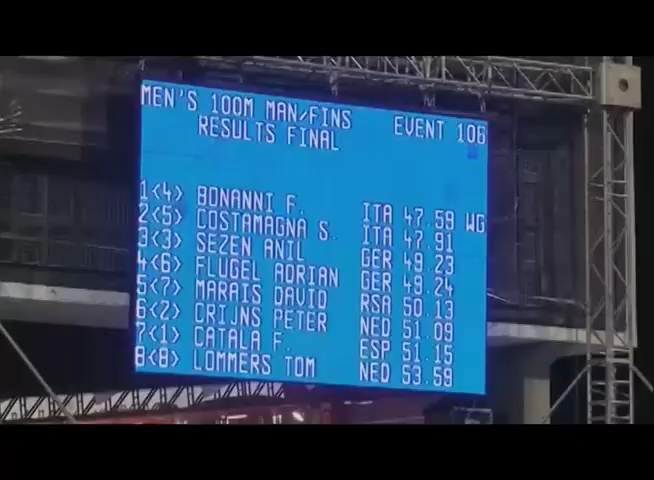 MEN'S 100M MAN/FINS EVENT 106
RESULTS FINAL
1<4> BONANNI F. ITA 47.59 WG
2<5> COSTAMAGNA S. ITA 47.91
3<3> SEZEN ANIL GER 49.23
4<6> FLUGEL ADRIAN GER 49.24
5<7> MARAIS DAVID RSA 50.13
6<2> CRIJNS PETER NED 51.09
7<1> CATALA F. ESP 51.15
8<8> LOMMERS TOM NED 53.59